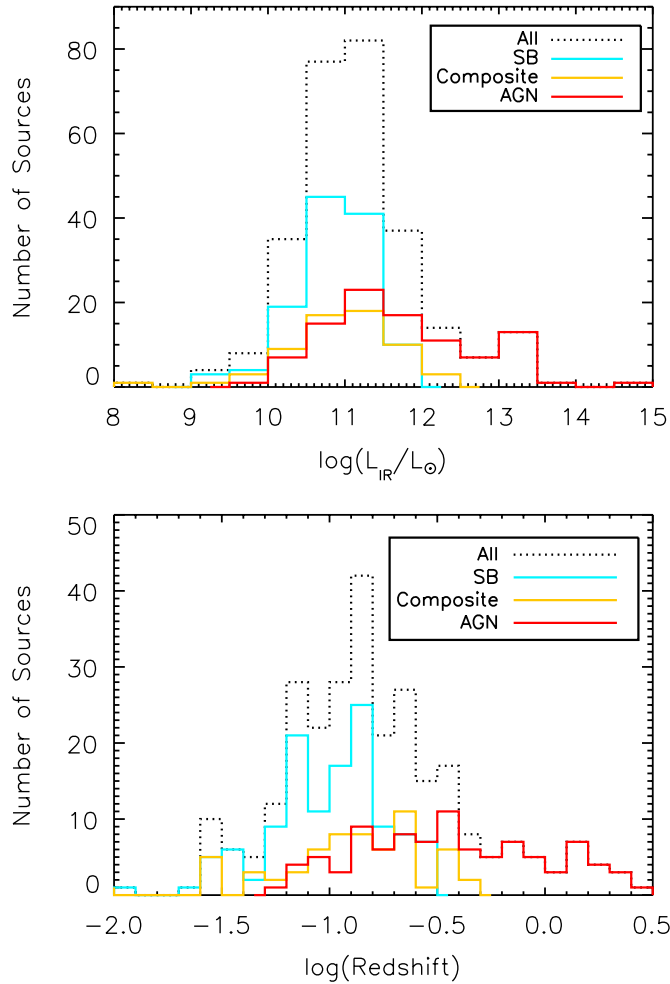 80
60
40
20
0
Number of Sources
All
SB
Composite
AGN
8 9 10 11 12 13 14 15
log(L_IR/L_⊙)
50
40
30
20
10
0
Number of Sources
All
SB
Composite
AGN
−2.0 −1.5 −1.0 −0.5 0.0 0.5
log(Redshift)